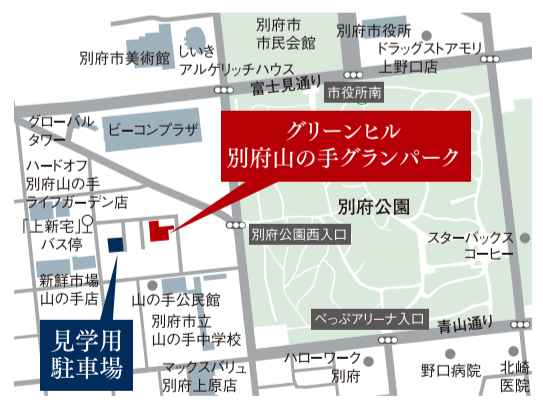 別府市
市民会館
別府市役所
ドラッグストアモリ
上野口店
別府市美術館
しいき
アルゲリッチハウス
富士見通り
市役所南
グローバル
タワー
ビーコンプラザ
グリーンヒル
別府山の手グランパーク
ハードオフ
別府山の手
ライフガーデン店
別府公園
「上新宅」
バス停
別府公園西入口
スターバックス
コーヒー
新鮮市場
山の手店
山の手公民館
別府市立
山の手中学校
べっぷアリーナ入口
青山通り
見学用
駐車場
マックスバリュ
別府上原店
ハローワーク
別府
野口病院
北崎
医院